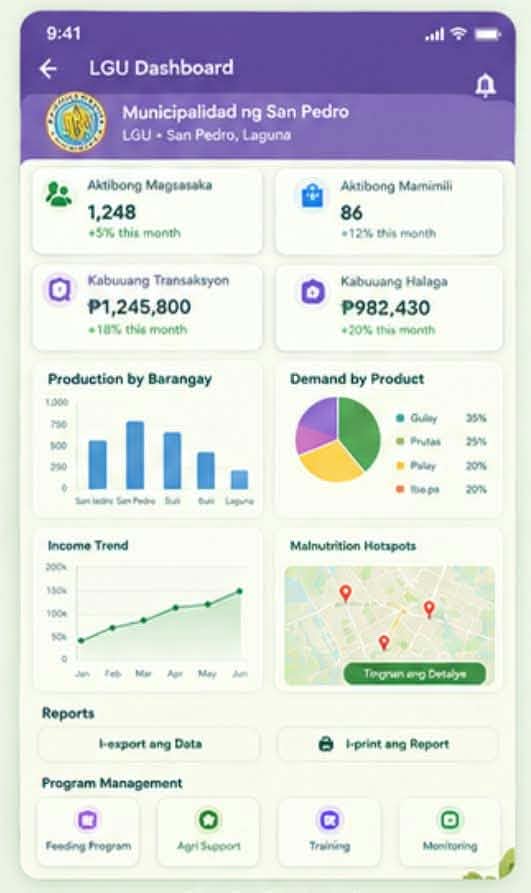 9:41
LGU Dashboard
Municipalidad ng San Pedro
LGU • San Pedro, Laguna
Aktibong Magsasaka
1,248
+5% this month
Aktibong Mamimili
86
+12% this month
Kabuuang Transaksyon
₱1,245,800
+18% this month
Kabuuang Halaga
₱982,430
+20% this month
Production by Barangay
1,000
750
500
250
0
San Pedro
Laguna
Demand by Product
Gulay 35%
Prutas 25%
Palay 20%
20%
Income Trend
200k
150k
100k
50k
0
Jan Feb Mar Apr May Jun
Malnutrition Hotspots
Tingnan ang Detalye
Reports
I-export ang Data
I-print ang Report
Program Management
Feeding Program
Agri Support
Training
Monitoring